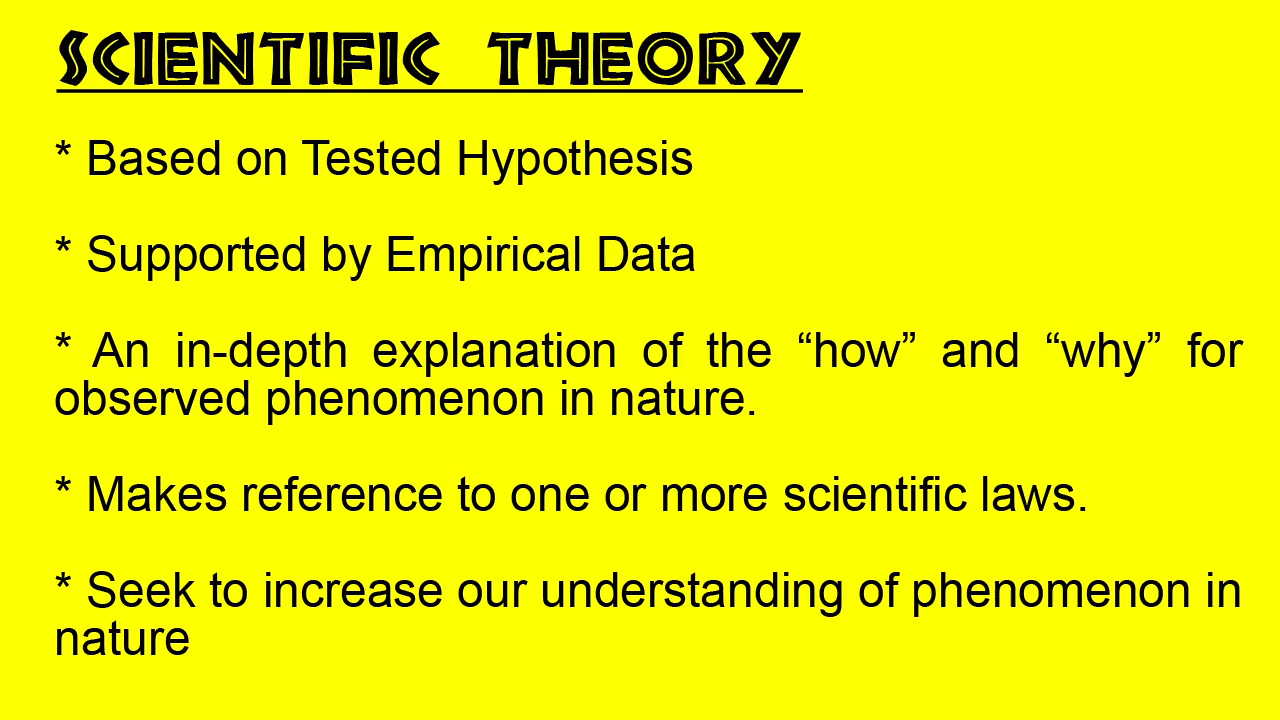 SCIENTIFIC THEORY
* Based on Tested Hypothesis
* Supported by Empirical Data
* An in-depth explanation of the “how” and “why” for
observed phenomenon in nature.
* Makes reference to one or more scientific laws.
* Seek to increase our understanding of phenomenon in
nature